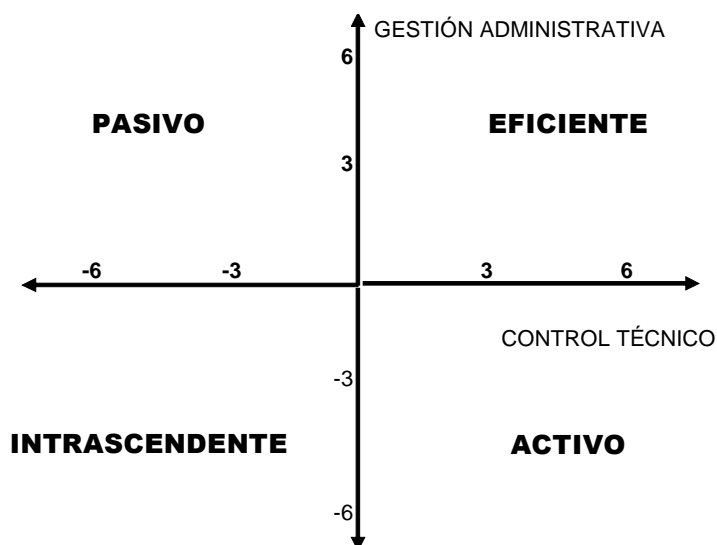 GESTIÓN ADMINISTRATIVA
6
PASIVO
EFICIENTE
3
-6 -3 3 6
CONTROL TÉCNICO
-3
INTRASCENDENTE
ACTIVO
-6